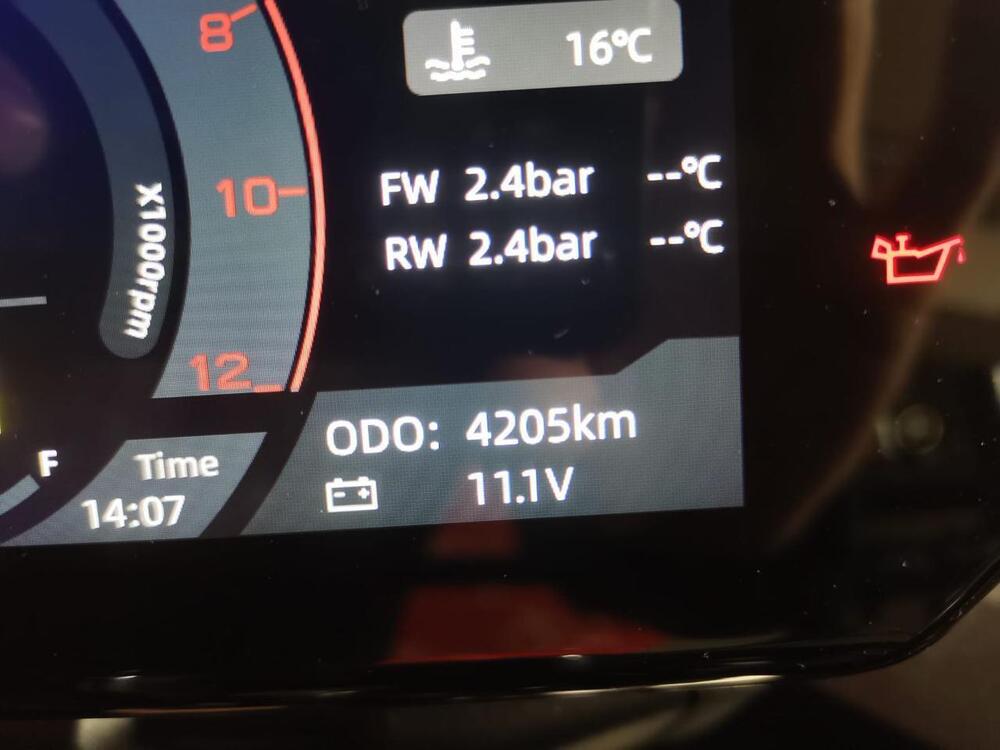 8
16℃
10
FW 2.4bar --℃
RW 2.4bar --℃
X1000rpm
12
ODO: 4205km
11.1V
F
Time
14:07